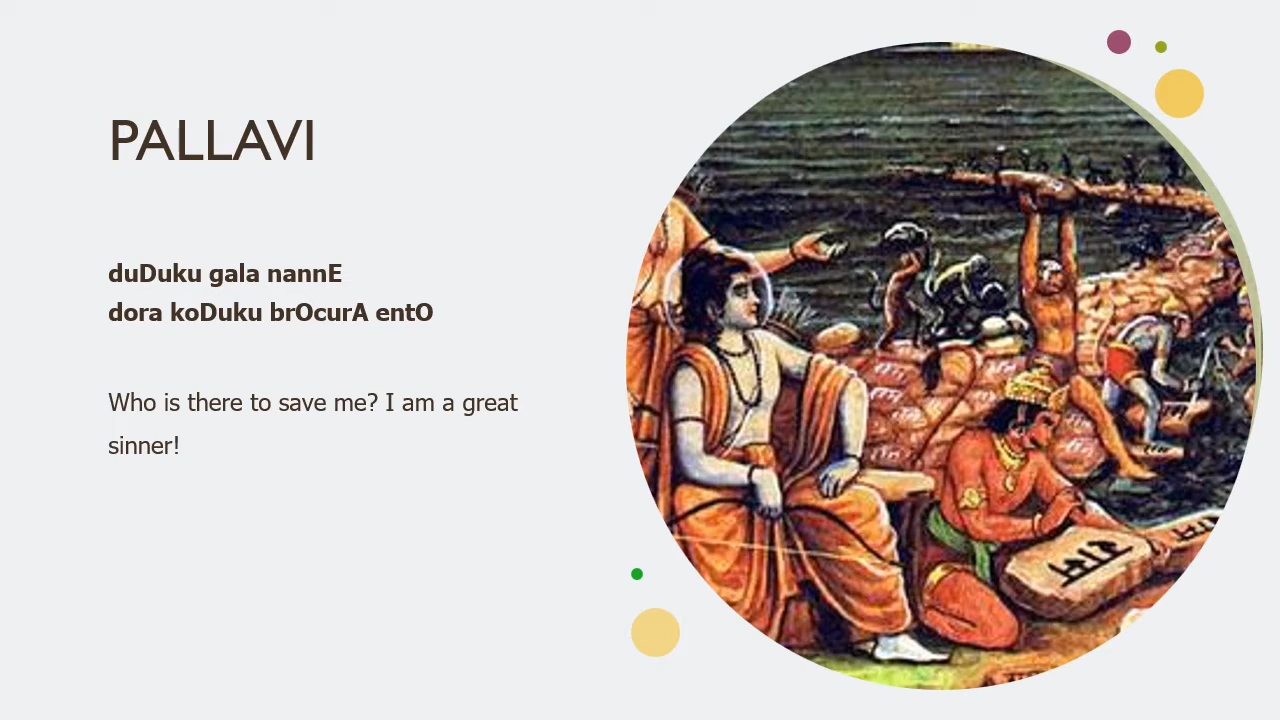 PALLAVI
duDuku gala nannE
dora koDuku brOcurA entO
Who is there to save me? I am a great
sinner!
राम